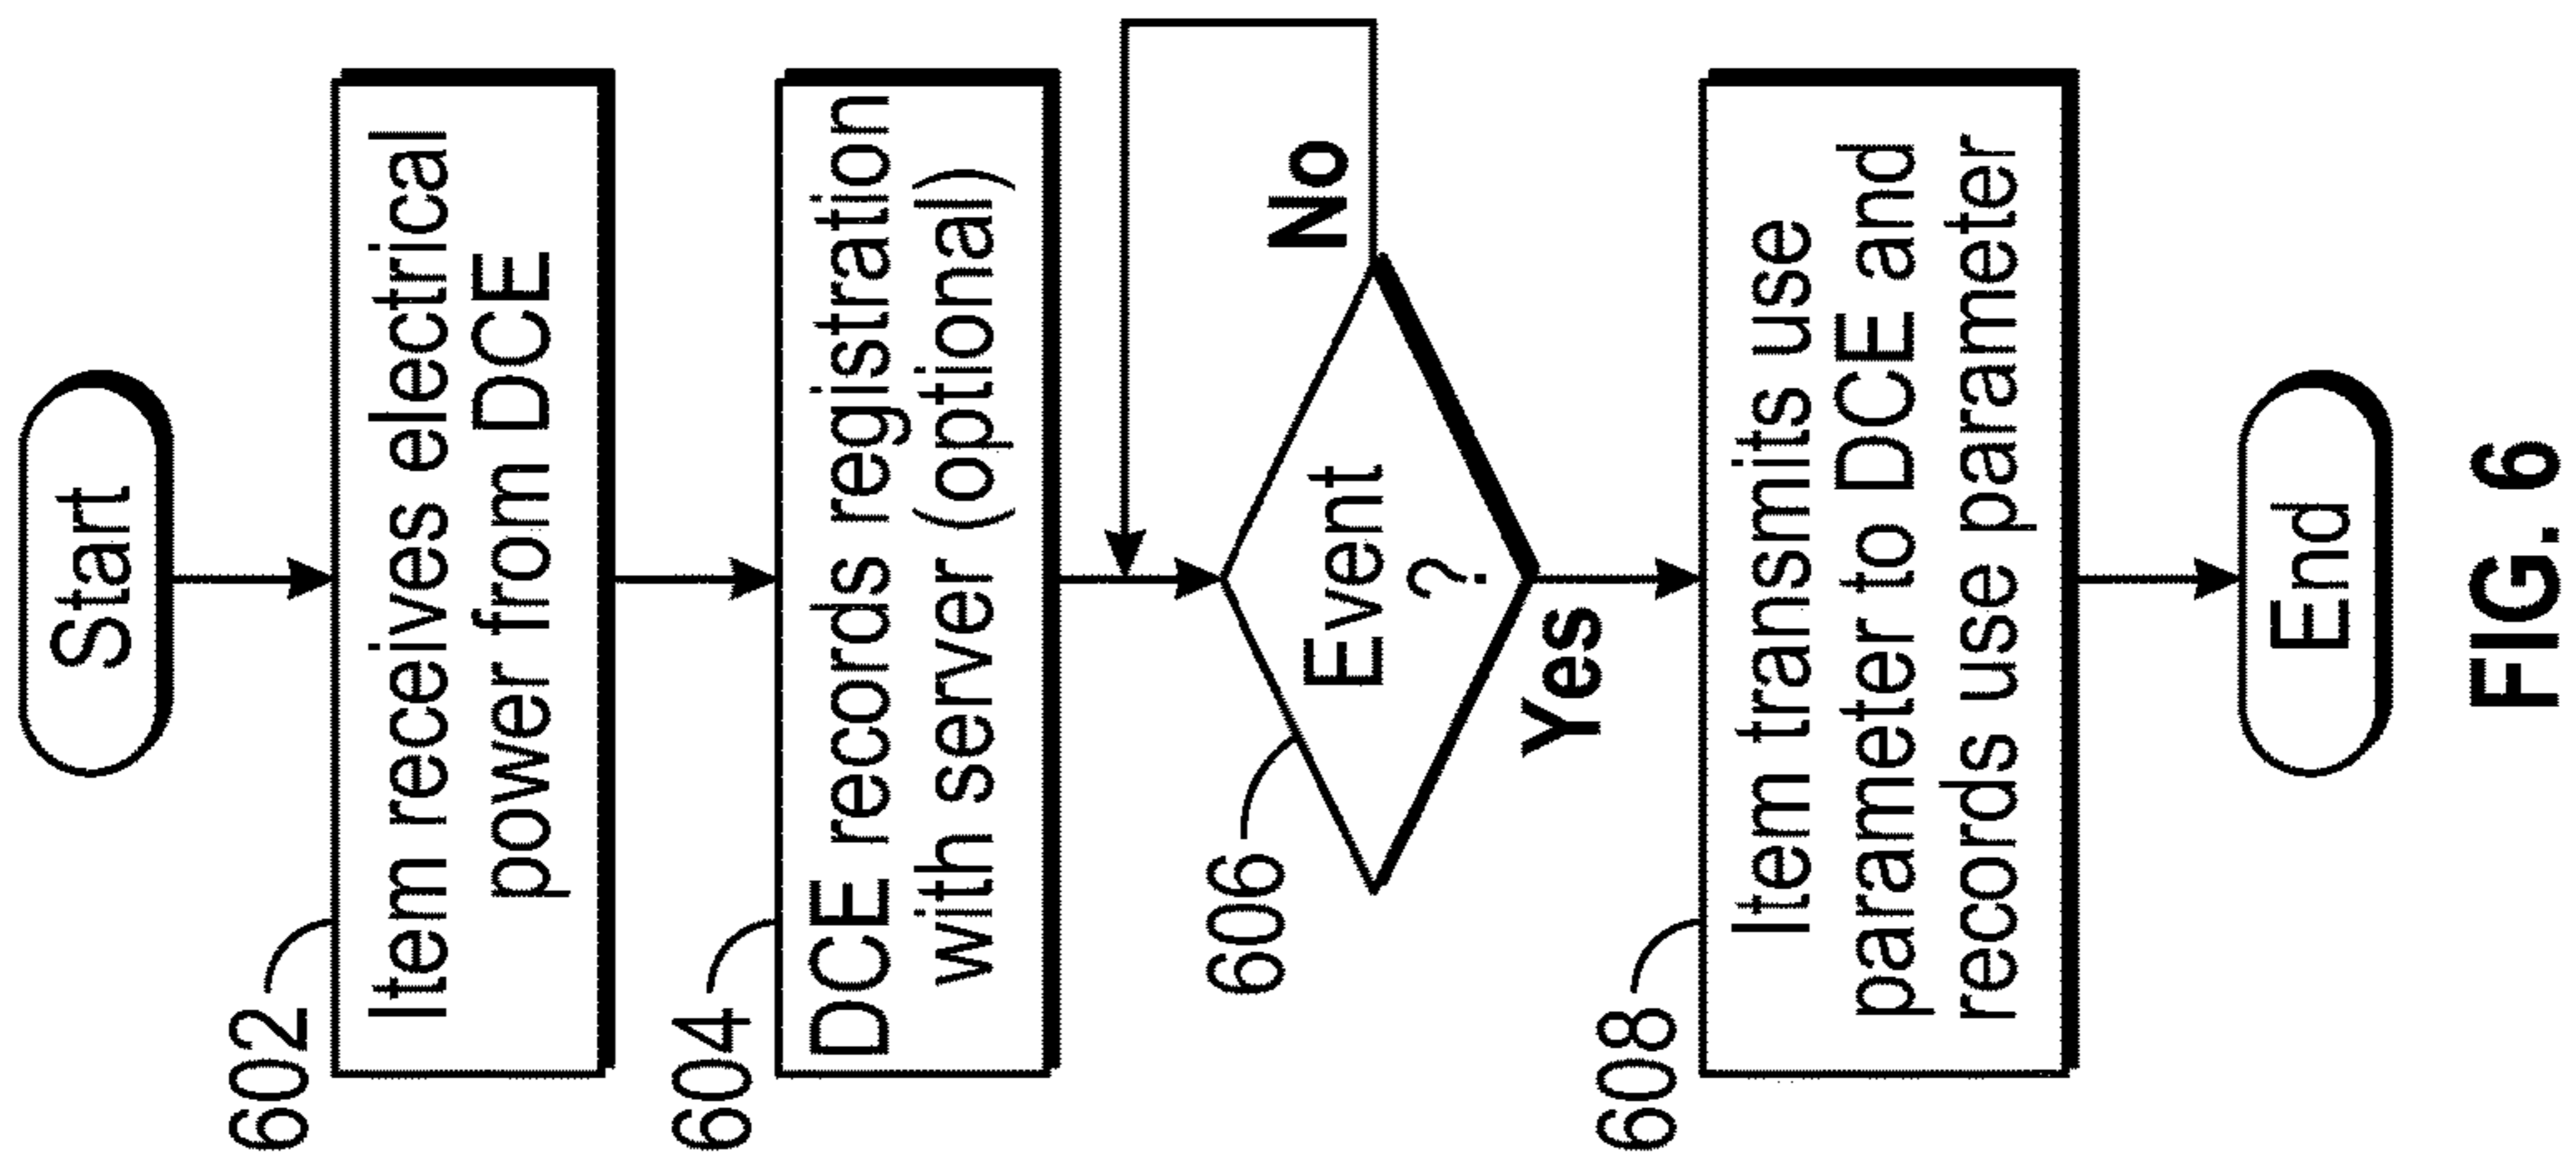 Start
602
Item receives electrical
power from DCE
604
DCE records registration
with server (optional)
606
Event
?
No
Yes
608
Item transmits use
parameter to DCE and
records use parameter
End
FIG. 6